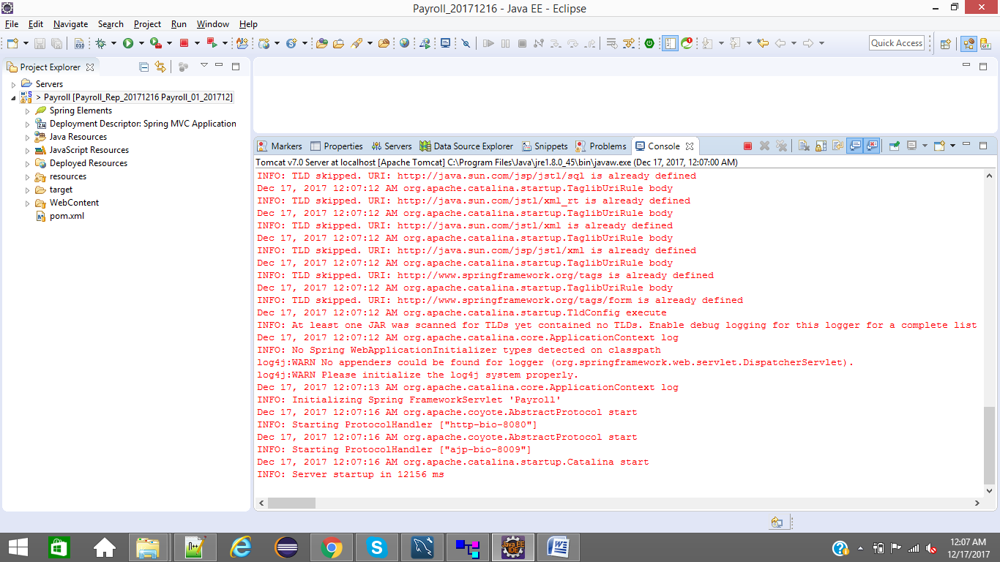 Payroll_20171216 - Java EE - Eclipse
File Edit Navigate Search Project Run Window Help
Quick Access
Project Explorer
Servers
> Payroll [Payroll_Rep_20171216 Payroll_01_201712]
Spring Elements
Deployment Descriptor: Spring MVC Application
Java Resources
JavaScript Resources
Deployed Resources
resources
target
WebContent
pom.xml
Markers Properties Servers Data Source Explorer Snippets Problems Console
Tomcat v7.0 Server at localhost [Apache Tomcat] C:\Program Files\Java\jre1.8.0_45\bin\javaw.exe (Dec 17, 2017, 12:07:00 AM)
INFO: TLD skipped. URI: http://java.sun.com/jsp/jstl/sql is already defined
Dec 17, 2017 12:07:12 AM org.apache.catalina.startup.TaglibUriRule body
INFO: TLD skipped. URI: http://java.sun.com/jstl/xml_rt is already defined
Dec 17, 2017 12:07:12 AM org.apache.catalina.startup.TaglibUriRule body
INFO: TLD skipped. URI: http://java.sun.com/jstl/xml is already defined
Dec 17, 2017 12:07:12 AM org.apache.catalina.startup.TaglibUriRule body
INFO: TLD skipped. URI: http://java.sun.com/jsp/jstl/xml is already defined
Dec 17, 2017 12:07:12 AM org.apache.catalina.startup.TaglibUriRule body
INFO: TLD skipped. URI: http://www.springframework.org/tags is already defined
Dec 17, 2017 12:07:12 AM org.apache.catalina.startup.TaglibUriRule body
INFO: TLD skipped. URI: http://www.springframework.org/tags/form is already defined
Dec 17, 2017 12:07:12 AM org.apache.catalina.startup.TldConfig execute
INFO: At least one JAR was scanned for TLDs yet contained no TLDs. Enable debug logging for this logger for a complete list
Dec 17, 2017 12:07:12 AM org.apache.catalina.core.ApplicationContext log
INFO: No Spring WebApplicationInitializer types detected on classpath
log4j:WARN No appenders could be found for logger (org.springframework.web.servlet.DispatcherServlet).
log4j:WARN Please initialize the log4j system properly.
Dec 17, 2017 12:07:13 AM org.apache.catalina.core.ApplicationContext log
INFO: Initializing Spring FrameworkServlet 'Payroll'
Dec 17, 2017 12:07:16 AM org.apache.coyote.AbstractProtocol start
INFO: Starting ProtocolHandler ["http-bio-8080"]
Dec 17, 2017 12:07:16 AM org.apache.coyote.AbstractProtocol start
INFO: Starting ProtocolHandler ["ajp-bio-8009"]
Dec 17, 2017 12:07:16 AM org.apache.catalina.startup.Catalina start
INFO: Server startup in 12156 ms
Java EE
IDE
12:07 AM
12/17/2017